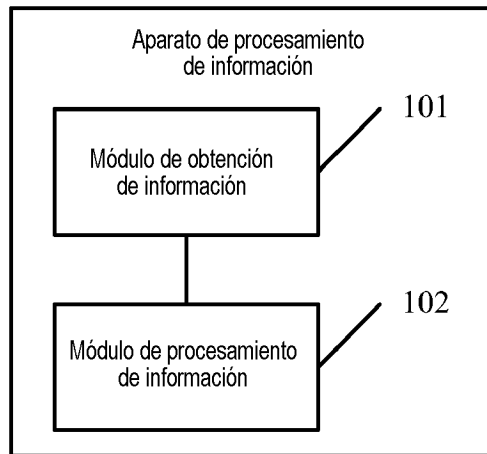 Aparato de procesamiento
de información
101
Módulo de obtención
de información
102
Módulo de procesamiento
de información